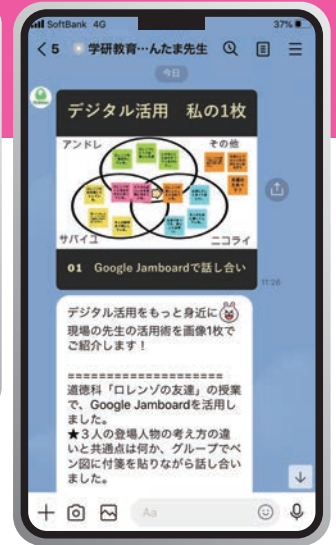 SoftBank 4G
37%
5
学研教育…んたま先生
今日
デジタル活用 私の1枚
アンドレ
その他
サバイユ
ニコライ
01 Google Jamboardで話し合い
11:26
デジタル活用をもっと身近に
現場の先生の活用術を画像1枚で
ご紹介します！
====================
道徳科「ロレンゾの友達」の授業
で、Google Jamboardを活用し
ました。
★３人の登場人物の考え方の違
いと共通点は何か、グループでベ
ン図に付箋を貼りながら話し合い
ました。
Aa